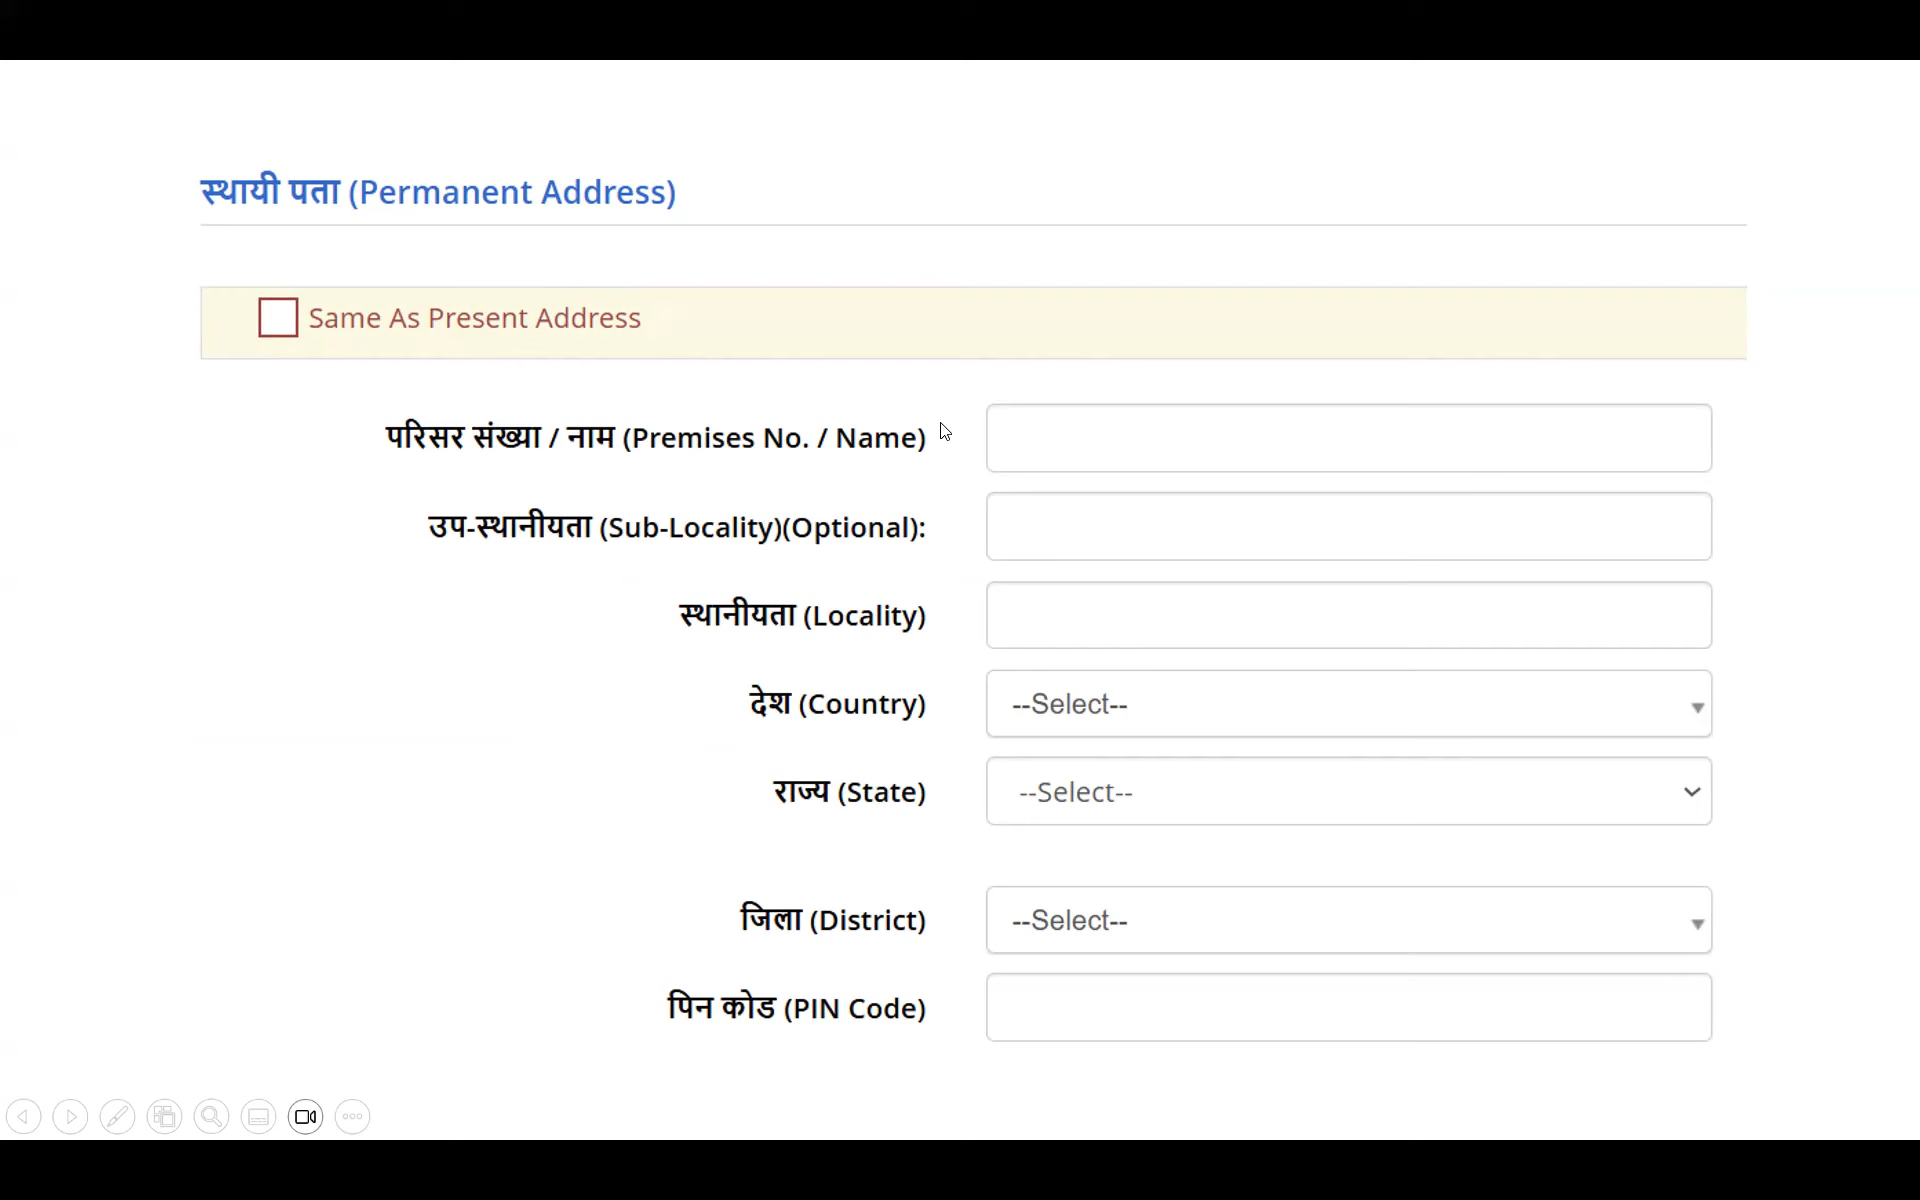 स्थायी पता (Permanent Address)
Same As Present Address
परिसर संख्या / नाम (Premises No. / Name)
उप-स्थानीयता (Sub-Locality)(Optional):
स्थानीयता (Locality)
देश (Country)
--Select--
राज्य (State)
--Select--
जिला (District)
--Select--
पिन कोड (PIN Code)